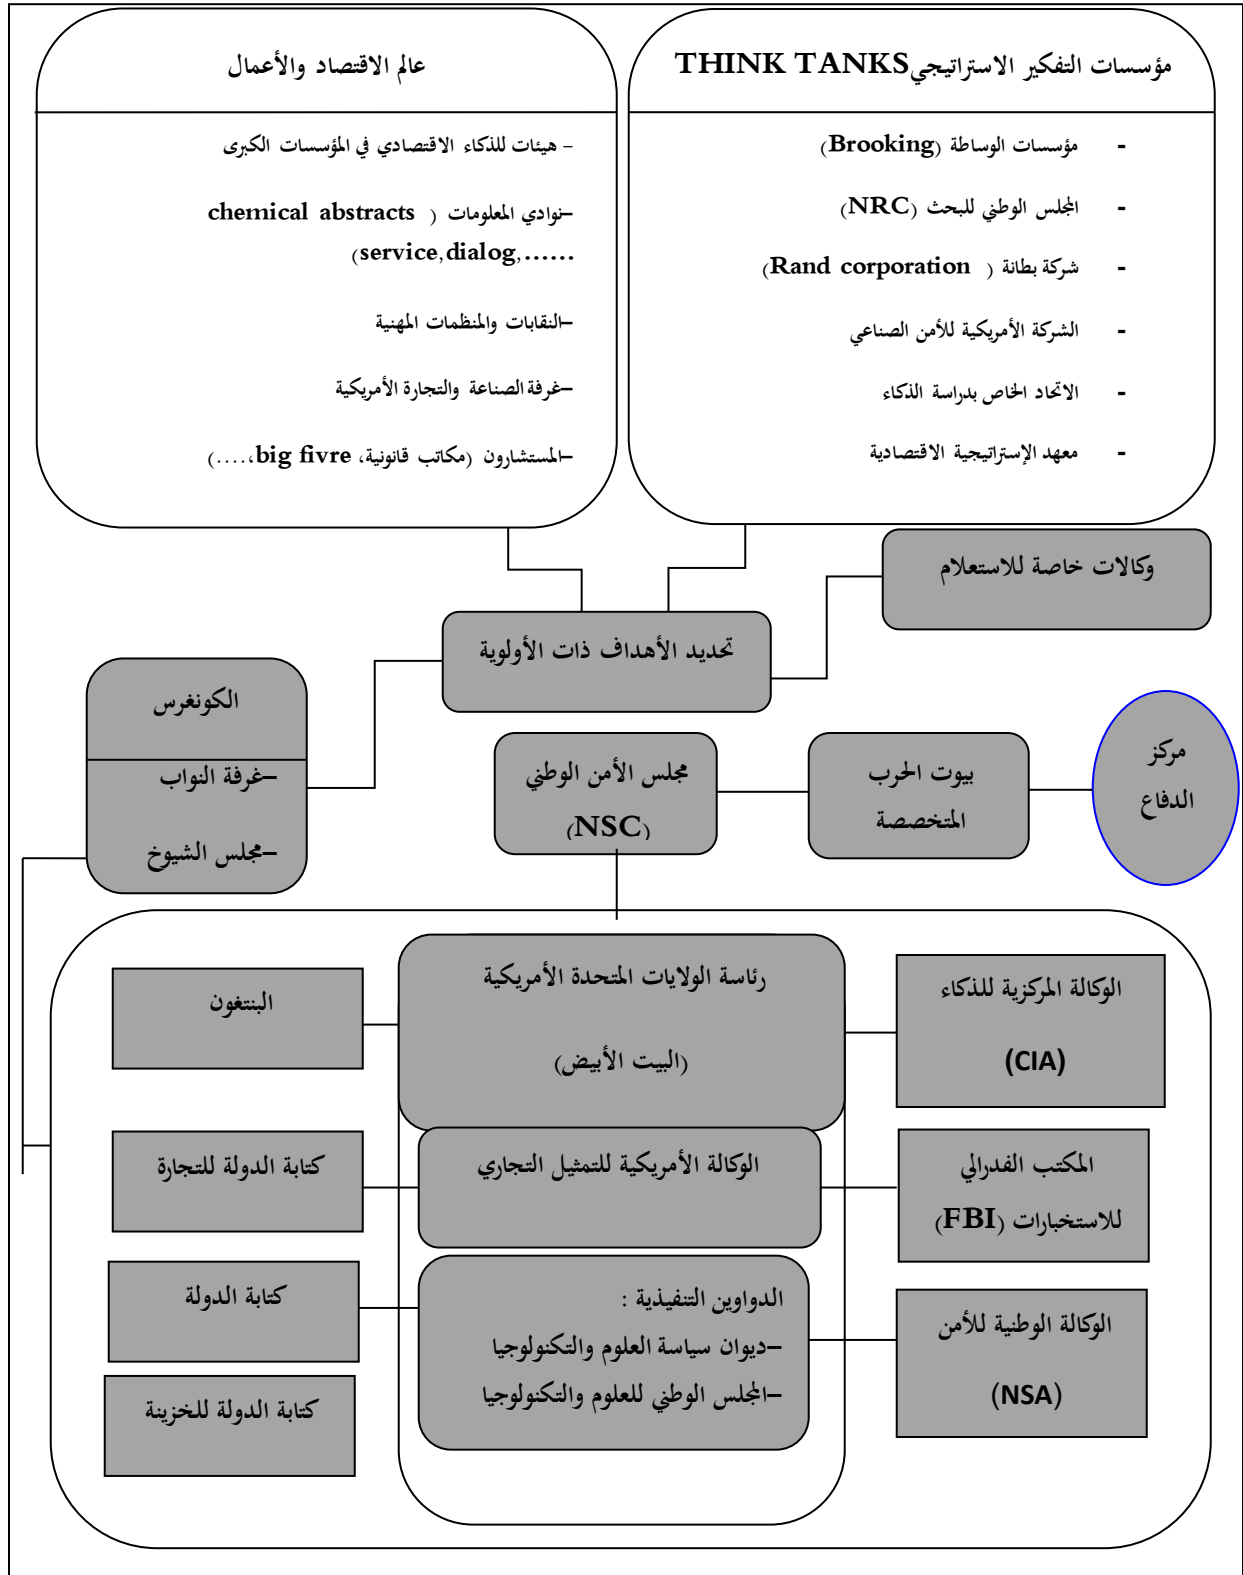 مؤسسات التفكير الاستراتيجيTHINK TANKS
- مؤسسات الوساطة (Brooking)
- المجلس الوطني للبحث (NRC)
- شركة بطانة ( Rand corporation)
- الشركة الأمريكية للأمن الصناعي
- الاتحاد الخاص بدراسة الذكاء
- معهد الإستراتيجية الاقتصادية
عالم الاقتصاد والأعمال
- هيئات للذكاء الاقتصادي في المؤسسات الكبرى
–نوادي المعلومات ( chemical abstracts
service,dialog,......)
–النقابات والمنظمات المهنية
–غرفة الصناعة والتجارة الأمريكية
–المستشارون (مكاتب قانونية، big fivre،....)
وكالات خاصة للاستعلام
تحديد الأهداف ذات الأولوية
الكونغرس
–غرفة النواب
–مجلس الشيوخ
مركز
الدفاع
بيوت الحرب
المتخصصة
مجلس الأمن الوطني
(NSC)
الوكالة المركزية للذكاء
(CIA)
رئاسة الولايات المتحدة الأمريكية
(البيت الأبيض)
البنتغون
المكتب الفدرالي
للاستخبارات (FBI)
الوكالة الأمريكية للتمثيل التجاري
كتابة الدولة للتجارة
الوكالة الوطنية للأمن
(NSA)
الدواوين التنفيذية :
–ديوان سياسة العلوم والتكنولوجيا
–المجلس الوطني للعلوم والتكنولوجيا
كتابة الدولة
كتابة الدولة للخزينة